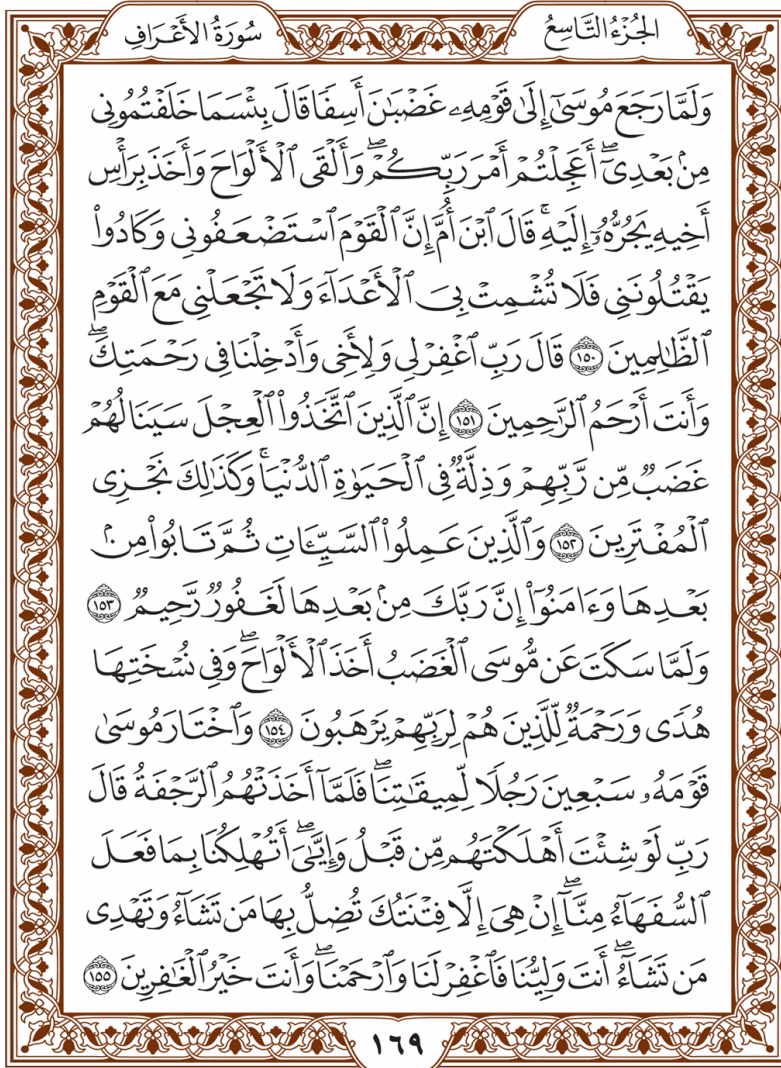 الجُزْءُ التَّاسِعُ
سُورَةُ الأَعْرَافِ
وَلَمَّا رَجَعَ مُوسَىٰٓ إِلَىٰ قَوْمِهِۦ غَضْبَٰنَ أَسِفًا قَالَ بِئْسَمَا خَلَفْتُمُونِى
مِنۢ بَعْدِىٓۖ أَعَجِلْتُمْ أَمْرَ رَبِّكُمْۖ وَأَلْقَى ٱلْأَلْوَاحَ وَأَخَذَ بِرَأْسِ
أَخِيهِ يَجُرُّهُۥٓ إِلَيْهِۚ قَالَ ٱبْنَ أُمَّ إِنَّ ٱلْقَوْمَ ٱسْتَضْعَفُونِى وَكَادُوا۟
يَقْتُلُونَنِى فَلَا تُشْمِتْ بِىَ ٱلْأَعْدَآءَ وَلَا تَجْعَلْنِى مَعَ ٱلْقَوْمِ
ٱلظَّٰلِمِينَ ١٥٠ قَالَ رَبِّ ٱغْفِرْ لِى وَلِأَخِى وَأَدْخِلْنَا فِى رَحْمَتِكَۖ
وَأَنتَ أَرْحَمُ ٱلرَّٰحِمِينَ ١٥١ إِنَّ ٱلَّذِينَ ٱتَّخَذُوا۟ ٱلْعِجْلَ سَيَنَالُهُمْ
غَضَبٌ مِّن رَّبِّهِمْ وَذِلَّةٌ فِى ٱلْحَيَوٰةِ ٱلدُّنْيَاۚ وَكَذَٰلِكَ نَجْزِى
ٱلْمُفْتَرِينَ ١٥٢ وَٱلَّذِينَ عَمِلُوا۟ ٱلسَّيِّـَٔاتِ ثُمَّ تَابُوا۟ مِنۢ
بَعْدِهَا وَءَامَنُوٓا۟ إِنَّ رَبَّكَ مِنۢ بَعْدِهَا لَغَفُورٌ رَّحِيمٌ ١٥٣
وَلَمَّا سَكَتَ عَن مُّوسَى ٱلْغَضَبُ أَخَذَ ٱلْأَلْوَاحَۖ وَفِى نُسْخَتِهَا
هُدًى وَرَحْمَةٌ لِّلَّذِينَ هُمْ لِرَبِّهِمْ يَرْهَبُونَ ١٥٤ وَٱخْتَارَ مُوسَىٰ
قَوْمَهُۥ سَبْعِينَ رَجُلًا لِّمِيقَٰتِنَاۖ فَلَمَّآ أَخَذَتْهُمُ ٱلرَّجْفَةُ قَالَ
رَبِّ لَوْ شِئْتَ أَهْلَكْتَهُم مِّن قَبْلُ وَإِيَّٰىَۖ أَتُهْلِكُنَا بِمَا فَعَلَ
ٱلسُّفَهَآءُ مِنَّآۖ إِنْ هِىَ إِلَّا فِتْنَتُكَ تُضِلُّ بِهَا مَن تَشَآءُ وَتَهْدِى
مَن تَشَآءُۖ أَنتَ وَلِيُّنَا فَٱغْفِرْ لَنَا وَٱرْحَمْنَاۖ وَأَنتَ خَيْرُ ٱلْغَٰفِرِينَ ١٥٥
١٦٩